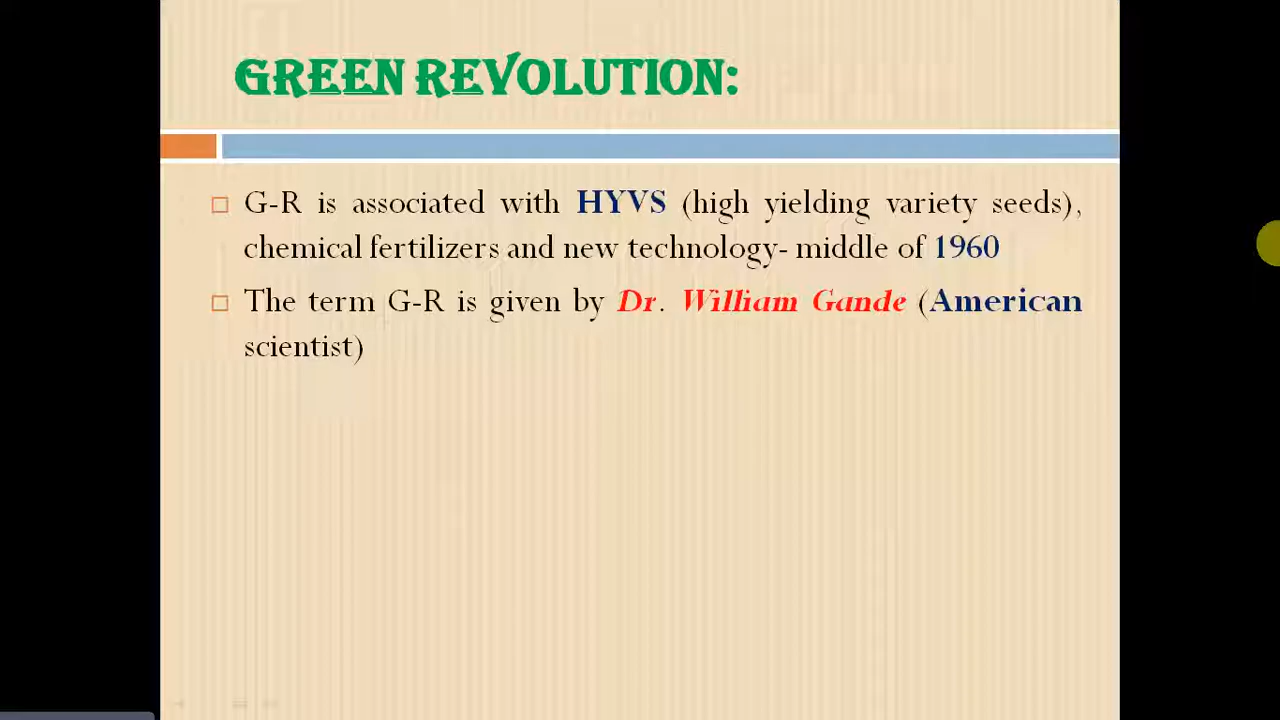 GREEN REVOLUTION:
G-R is associated with HYVS (high yielding variety seeds),
chemical fertilizers and new technology- middle of 1960
The term G-R is given by Dr. William Gande (American
scientist)